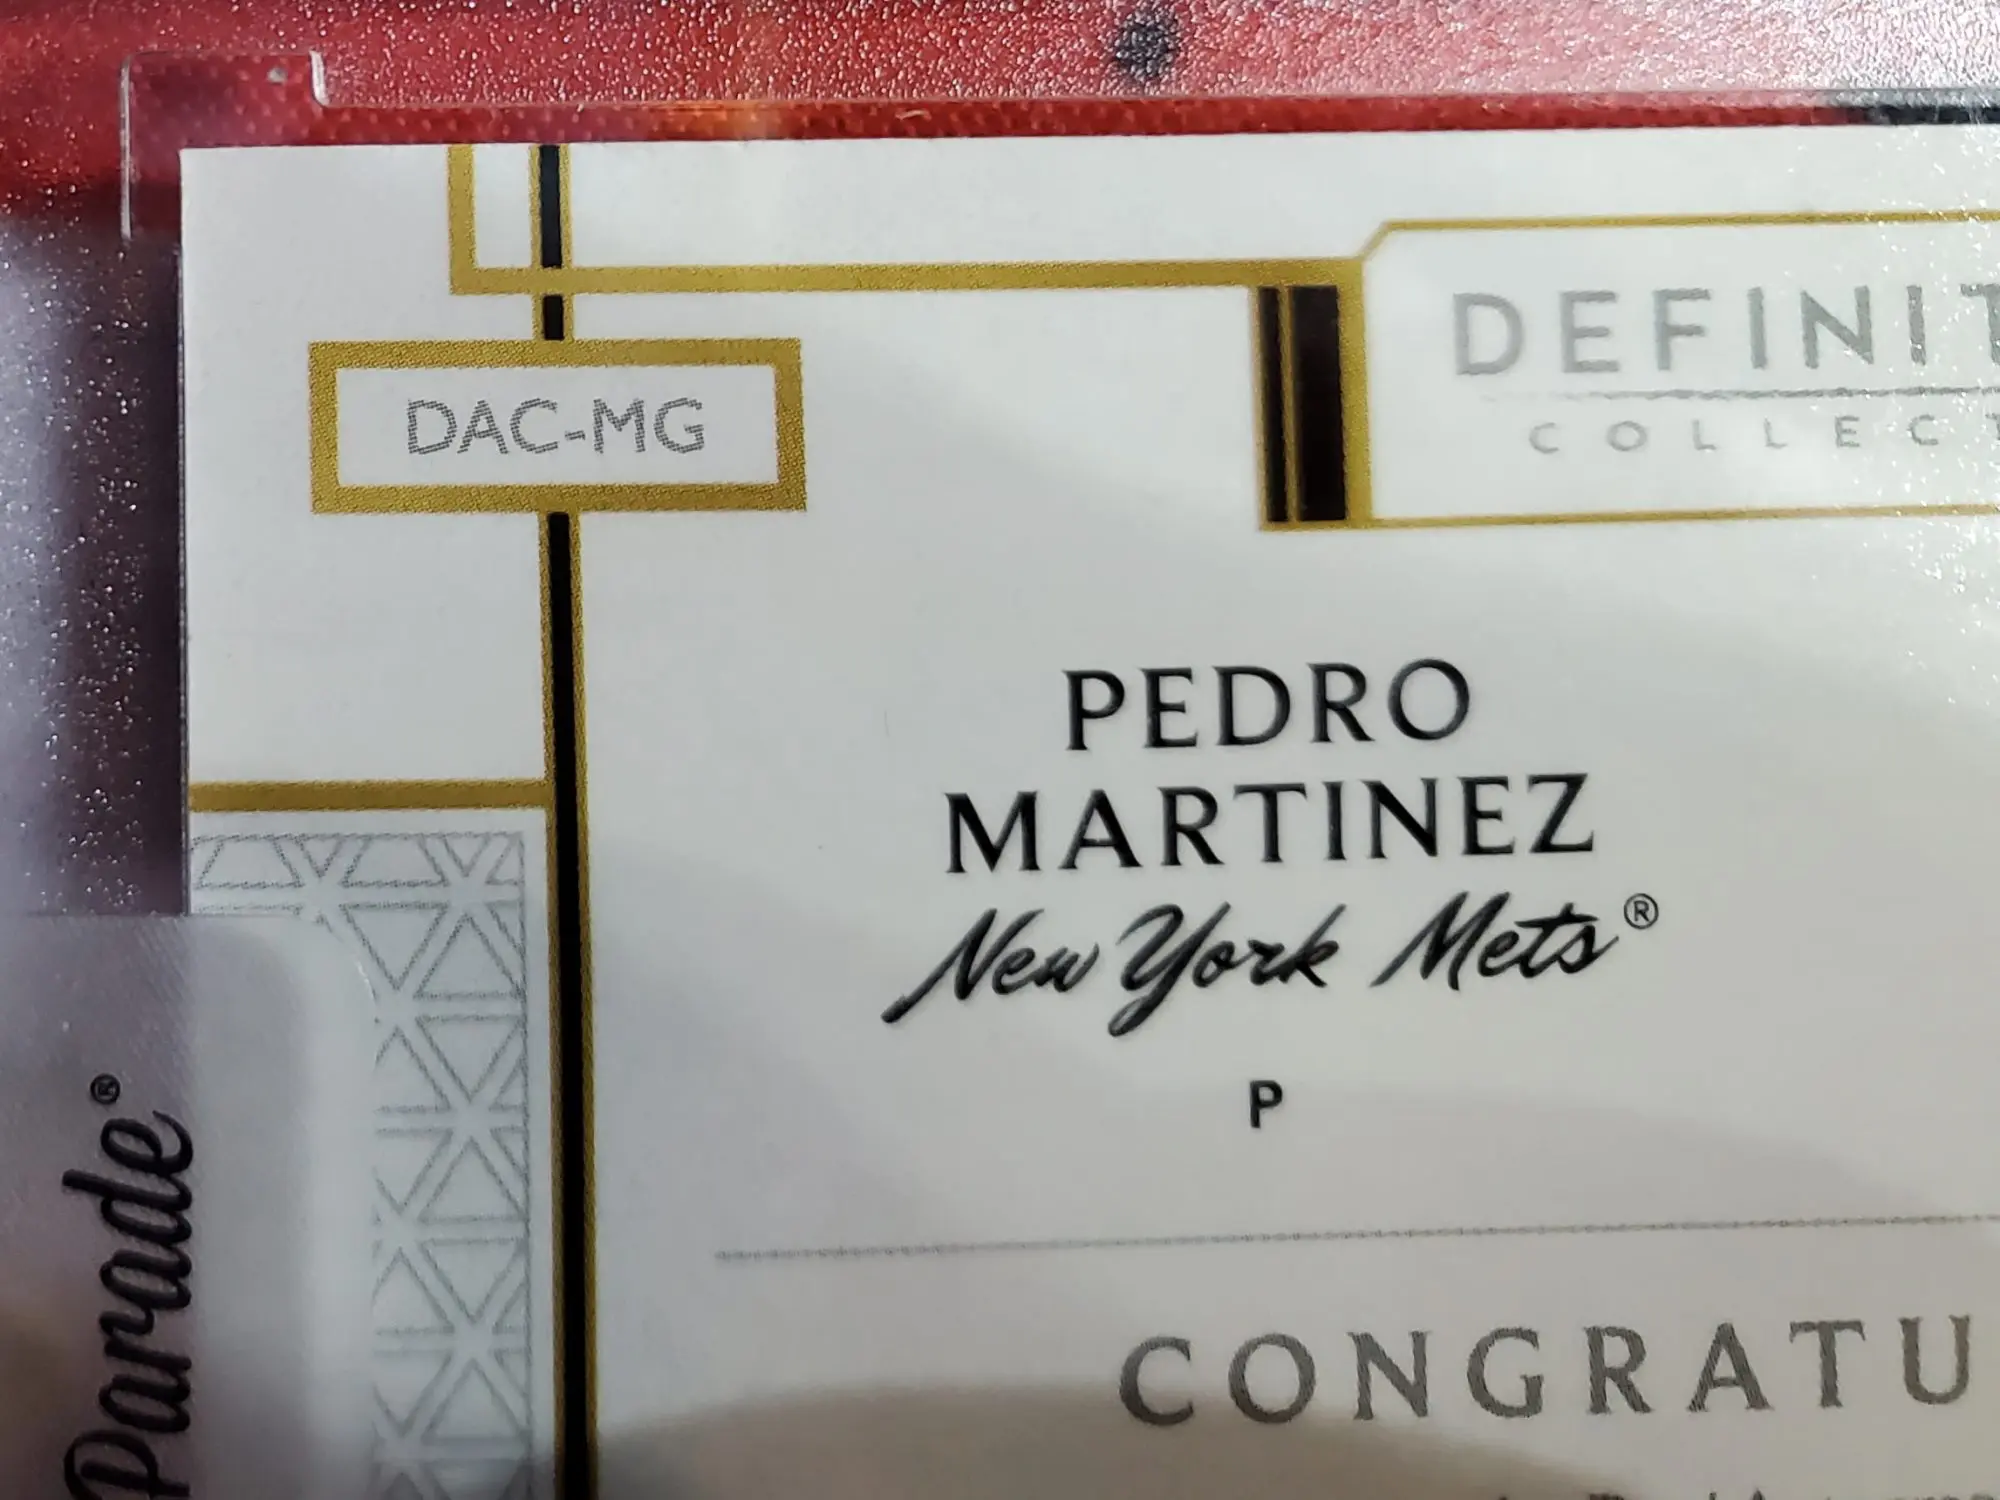 DAC-MG
DEFINIT
COLLECT
PEDRO
MARTINEZ
New York Mets®
P
CONGRATU
Parade®